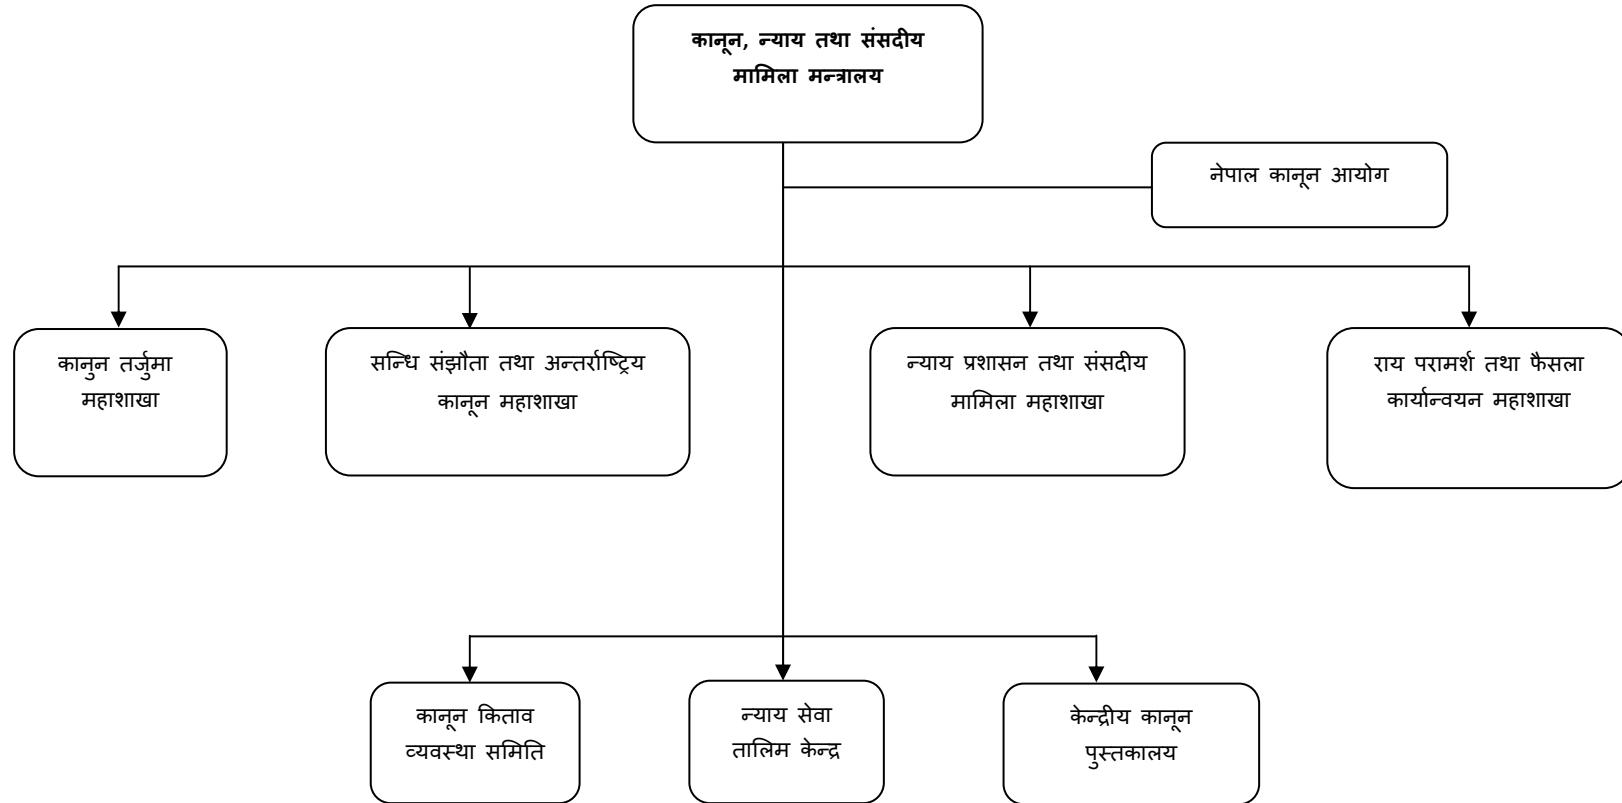 कानून, न्याय तथा संसदीय
मामिला मन्त्रालय
नेपाल कानून आयोग
कानुन तर्जुमा
महाशाखा
सन्धि संझौता तथा अन्तर्राष्ट्रिय
कानून महाशाखा
न्याय प्रशासन तथा संसदीय
मामिला महाशाखा
राय परामर्श तथा फैसला
कार्यान्वयन महाशाखा
कानून किताव
व्यवस्था समिति
न्याय सेवा
तालिम केन्द्र
केन्द्रीय कानून
पुस्तकालय